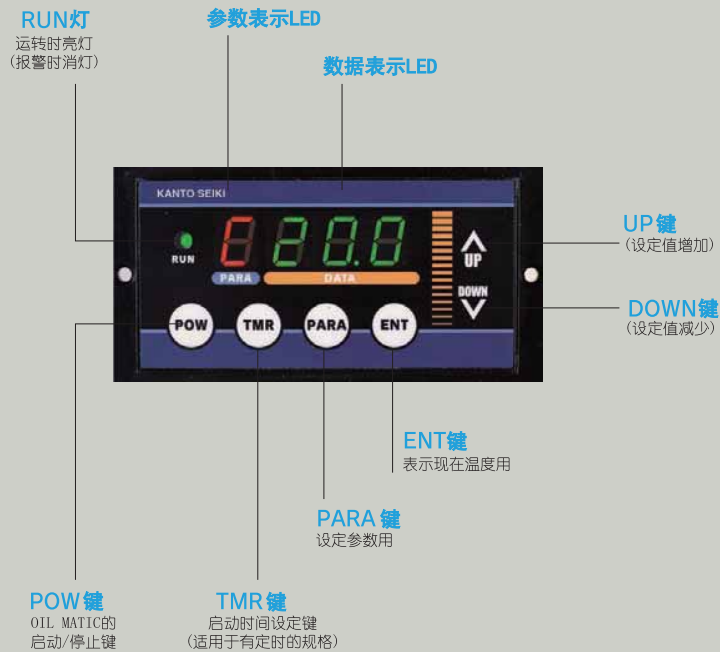 RUN灯
运转时亮灯
(报警时消灯)
参数表示LED
数据表示LED
KANTO SEIKI
RUN
C 20.0
PARA
DATA
UP
DOWN
POW
TMR
PARA
ENT
UP键
(设定值增加)
DOWN键
(设定值减少)
ENT键
表示现在温度用
PARA键
设定参数用
POW键
OIL MATIC的
启动/停止键
TMR键
启动时间设定键
(适用于有定时的规格)